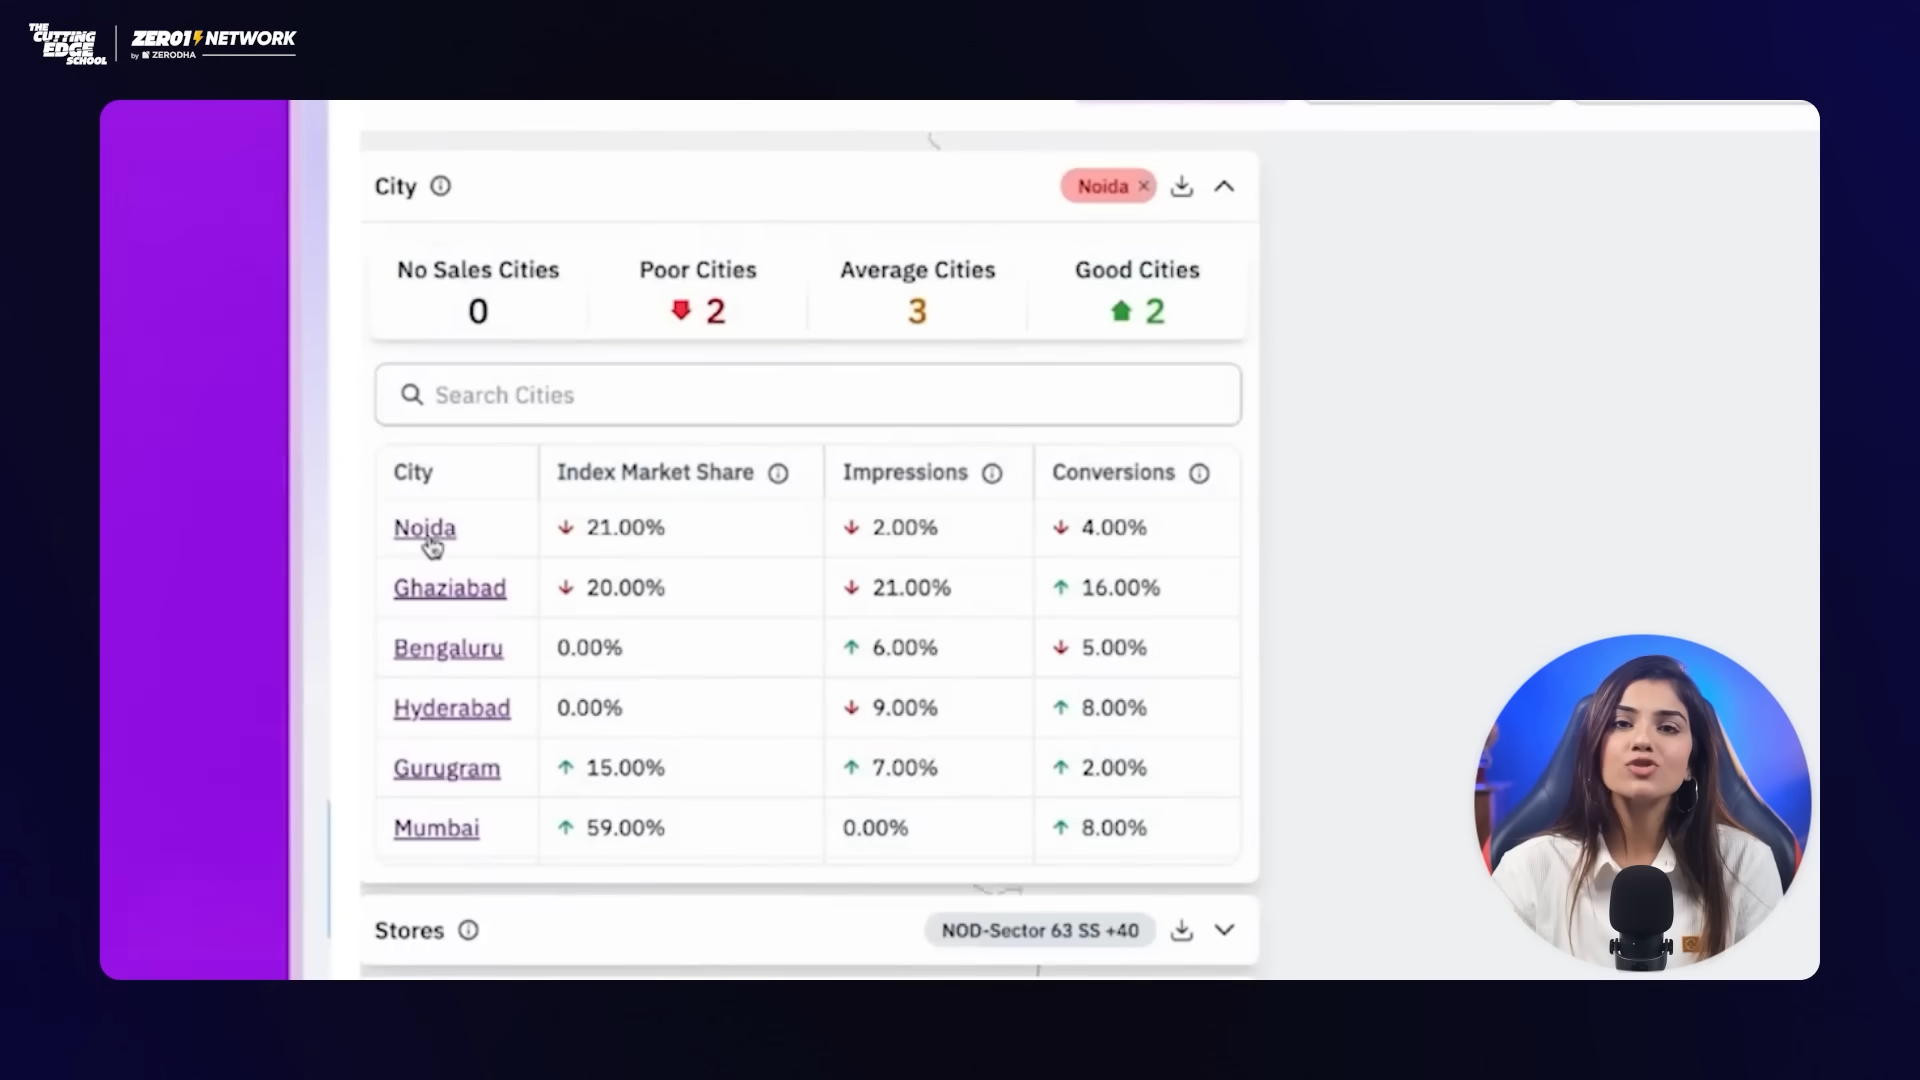 THE
CUTTING
EDGE
SCHOOL
ZERO1 NETWORK
by ZERODHA
City
Noida ×
No Sales Cities
0
Poor Cities
2
Average Cities
3
Good Cities
2
Search Cities
City Index Market Share Impressions Conversions
Noida ↓ 21.00% ↓ 2.00% ↓ 4.00%
Ghaziabad ↓ 20.00% ↓ 21.00% ↑ 16.00%
Bengaluru 0.00% ↑ 6.00% ↓ 5.00%
Hyderabad 0.00% ↓ 9.00% ↑ 8.00%
Gurugram ↑ 15.00% ↑ 7.00% ↑ 2.00%
Mumbai ↑ 59.00% 0.00% ↑ 8.00%
Stores
NOD-Sector 63 SS +40